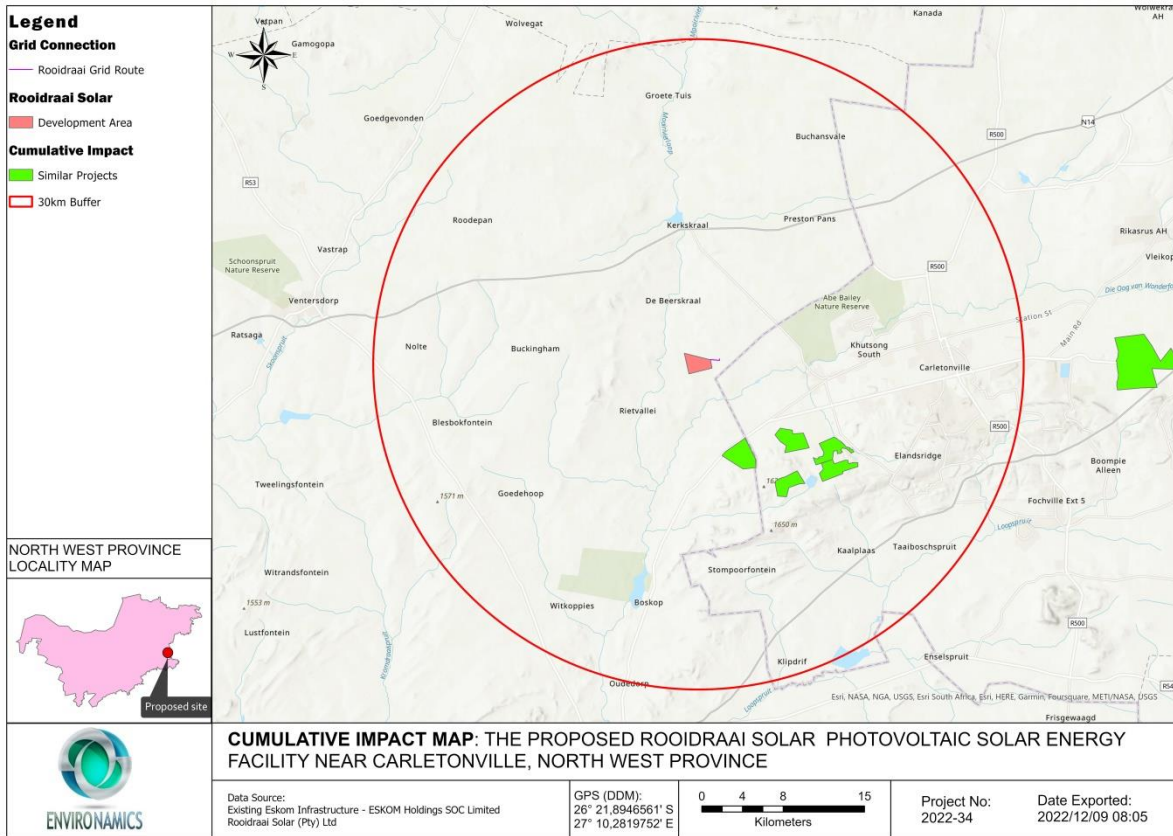 Legend
Grid Connection
Rooidraai Grid Route
Rooidraai Solar
Development Area
Cumulative Impact
Similar Projects
30km Buffer
NORTH WEST PROVINCE
LOCALITY MAP
Proposed site
ENVIRONAMICS
N
W
E
S
Gamogopa
Wolvegat
Kanada
AH
Groete Tuis
Goedgevonden
Buchansvale
N14
R500
R53
Mooirivierloop
Roodepan
Kerkskraal
Preston Pans
Rikasrus AH
Vastrap
Schoonspruit
Nature Reserve
R500
Ventersdorp
De Beerskraal
Abe Bailey
Nature Reserve
Station St
Main Rd
Ratsaga
Skoonspruit
Nolte
Buckingham
Khutsong
South
Carletonville
Rietvallei
Blesbokfontein
R500
Elandsridge
Boompie
Alleen
Tweelingsfontein
1571 m
Goedehoop
Fochville Ext 5
1650 m
Loopspruit
Kaalplaas
Taaiboschspruit
Stompoorfontein
Witrandsfontein
1553 m
Witkoppies
Boskop
Lustfontein
R500
Klipdrif
Enselspruit
Oudedorp
Loopspruit
R54
Esri, NASA, NGA, USGS, Esri South Africa, Esri, HERE, Garmin, Foursquare, METI/NASA, USGS
Frisgewaagd
CUMULATIVE IMPACT MAP: THE PROPOSED ROOIDRAAI SOLAR PHOTOVOLTAIC SOLAR ENERGY
FACILITY NEAR CARLETONVILLE, NORTH WEST PROVINCE
Data Source:
Existing Eskom Infrastructure - ESKOM Holdings SOC Limited
Rooidraai Solar (Pty) Ltd
GPS (DDM):
26° 21,8946561' S
27° 10,2819752' E
0 4 8 15
Kilometers
Project No:
2022-34
Date Exported:
2022/12/09 08:05